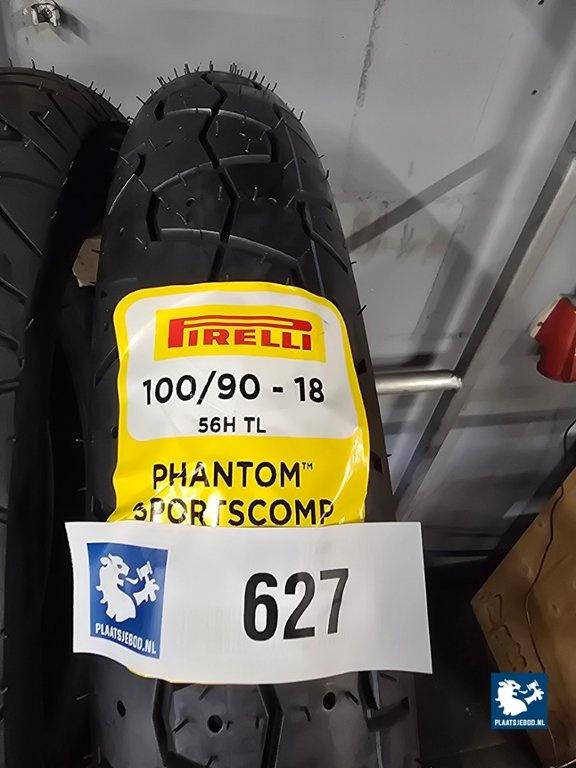 PIRELLI
100/90 - 18
56H TL
PHANTOM™
SPORTSCOMP
627
PLAATSJEBOD.NL
PLAATSJEBOD.NL